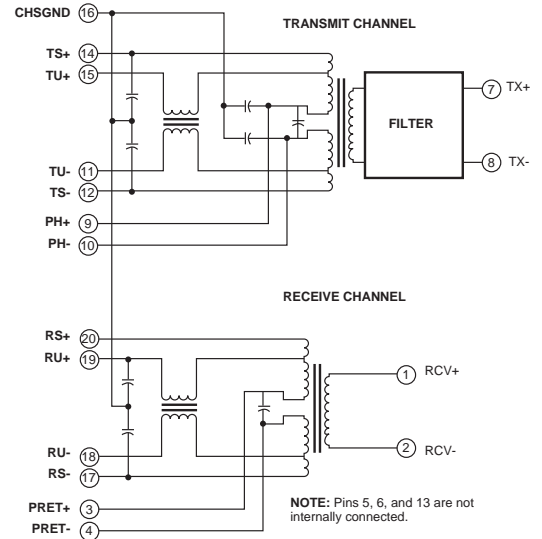 CHSGND 16
TRANSMIT CHANNEL
TS+ 14
TU+ 15
7 TX+
FILTER
8 TX-
TU- 11
TS- 12
PH+ 9
PH- 10
RECEIVE CHANNEL
RS+ 20
RU+ 19
1 RCV+
2 RCV-
RU- 18
RS- 17
PRET+ 3
PRET- 4
NOTE: Pins 5, 6, and 13 are not
internally connected.